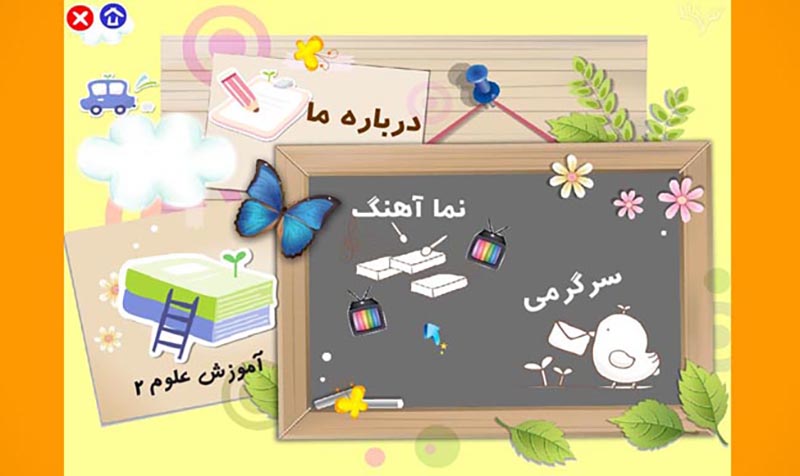 درباره ما
نما آهنگ
سرگرمی
آموزش علوم ۲